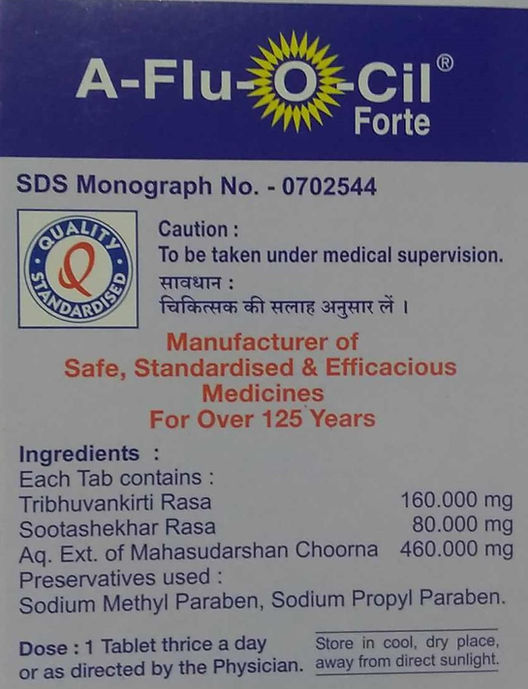 A-Flu-O-Cil®
Forte
SDS Monograph No. - 0702544
QUALITY
STANDARDISED
Caution :
To be taken under medical supervision.
सावधान :
चिकित्सक की सलाह अनुसार लें ।
Manufacturer of
Safe, Standardised & Efficacious
Medicines
For Over 125 Years
Ingredients :
Each Tab contains :
Tribhuvankirti Rasa 160.000 mg
Sootashekhar Rasa 80.000 mg
Aq. Ext. of Mahasudarshan Choorna 460.000 mg
Preservatives used :
Sodium Methyl Paraben, Sodium Propyl Paraben.
Dose : 1 Tablet thrice a day
or as directed by the Physician.
Store in cool, dry place,
away from direct sunlight.